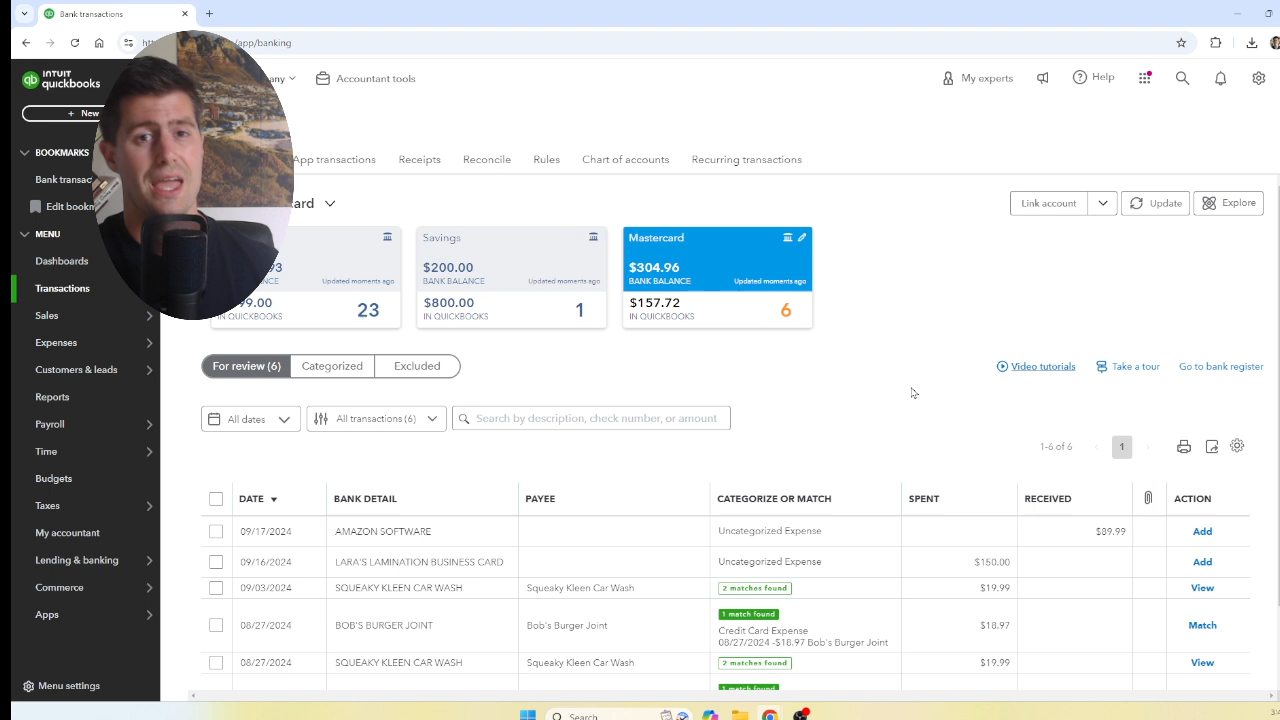 Bank transactions
/app/banking
INTUIT
quickbooks
Accountant tools
My experts
Help
+ New
BOOKMARKS
App transactions
Receipts
Reconcile
Rules
Chart of accounts
Recurring transactions
Bank transac
Edit bookm
Link account
Update
Explore
MENU
Savings
Mastercard
Dashboards
$200.00
$304.96
BANK BALANCE
Updated moments ago
BANK BALANCE
Updated moments ago
BANK BALANCE
Updated moments ago
Transactions
99.00
23
$800.00
1
$157.72
6
IN QUICKBOOKS
IN QUICKBOOKS
IN QUICKBOOKS
Sales
Expenses
Customers & leads
Reports
Payroll
Time
Budgets
Taxes
My accountant
Lending & banking
Commerce
Apps
Menu settings
For review (6)
Categorized
Excluded
Video tutorials
Take a tour
Go to bank register
All dates
All transactions (6)
Search by description, check number, or amount
1-6 of 6
1
DATE
BANK DETAIL
PAYEE
CATEGORIZE OR MATCH
SPENT
RECEIVED
ACTION
09/17/2024
AMAZON SOFTWARE
Uncategorized Expense
$89.99
Add
09/16/2024
LARA'S LAMINATION BUSINESS CARD
Uncategorized Expense
$150.00
Add
09/03/2024
SQUEAKY KLEEN CAR WASH
Squeaky Kleen Car Wash
2 matches found
$19.99
View
08/27/2024
BOB'S BURGER JOINT
Bob's Burger Joint
1 match found
Credit Card Expense
08/27/2024 -$18.97 Bob's Burger Joint
$18.97
Match
08/27/2024
SQUEAKY KLEEN CAR WASH
Squeaky Kleen Car Wash
2 matches found
$19.99
View
1 match found
Search